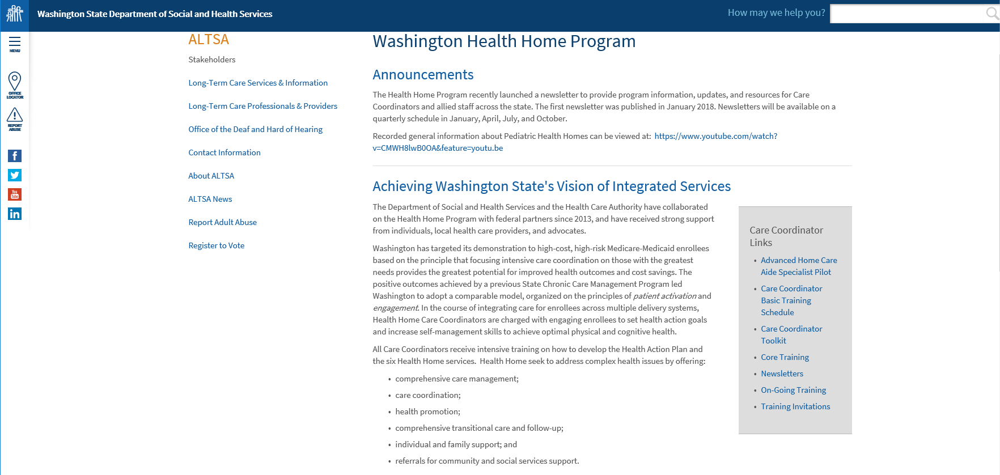 Washington State Department of Social and Health Services
How may we help you?
MENU
OFFICE
LOCATOR
REPORT
ABUSE
You
Tube
in
ALTSA
Stakeholders
Long-Term Care Services & Information
Long-Term Care Professionals & Providers
Office of the Deaf and Hard of Hearing
Contact Information
About ALTSA
ALTSA News
Report Adult Abuse
Register to Vote
Washington Health Home Program
Announcements
The Health Home Program recently launched a newsletter to provide program information, updates, and resources for Care
Coordinators and allied staff across the state. The first newsletter was published in January 2018. Newsletters will be available on a
quarterly schedule in January, April, July, and October.
Recorded general information about Pediatric Health Homes can be viewed at:  https://www.youtube.com/watch?
v=CMWH8lwB0OA&feature=youtu.be
Achieving Washington State's Vision of Integrated Services
The Department of Social and Health Services and the Health Care Authority have collaborated
on the Health Home Program with federal partners since 2013, and have received strong support
from individuals, local health care providers, and advocates.
Washington has targeted its demonstration to high-cost, high-risk Medicare-Medicaid enrollees
based on the principle that focusing intensive care coordination on those with the greatest
needs provides the greatest potential for improved health outcomes and cost savings. The
positive outcomes achieved by a previous State Chronic Care Management Program led
Washington to adopt a comparable model, organized on the principles of patient activation and
engagement. In the course of integrating care for enrollees across multiple delivery systems,
Health Home Care Coordinators are charged with engaging enrollees to set health action goals
and increase self-management skills to achieve optimal physical and cognitive health.
All Care Coordinators receive intensive training on how to develop the Health Action Plan and
the six Health Home services.  Health Home seek to address complex health issues by offering:
• comprehensive care management;
• care coordination;
• health promotion;
• comprehensive transitional care and follow-up;
• individual and family support; and
• referrals for community and social services support.
Care Coordinator
Links
• Advanced Home Care
Aide Specialist Pilot
• Care Coordinator
Basic Training
Schedule
• Care Coordinator
Toolkit
• Core Training
• Newsletters
• On-Going Training
• Training Invitations